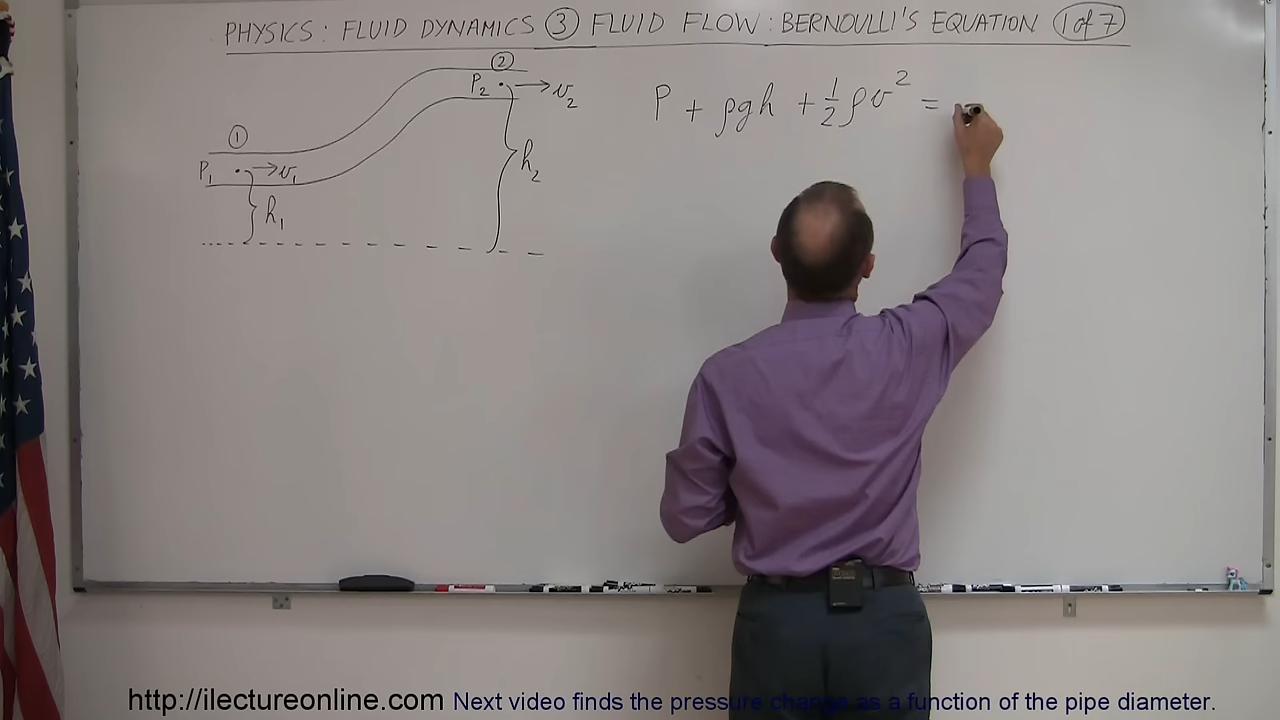 PHYSICS: FLUID DYNAMICS ③ FLUID FLOW: BERNOULLI'S EQUATION 1 of 7
②
P₂ v₂
P + ρgh + ½ρv² =
①
P₁ v₁
h₂
h₁
http://ilectureonline.com Next video finds the pressure change as a function of the pipe diameter.